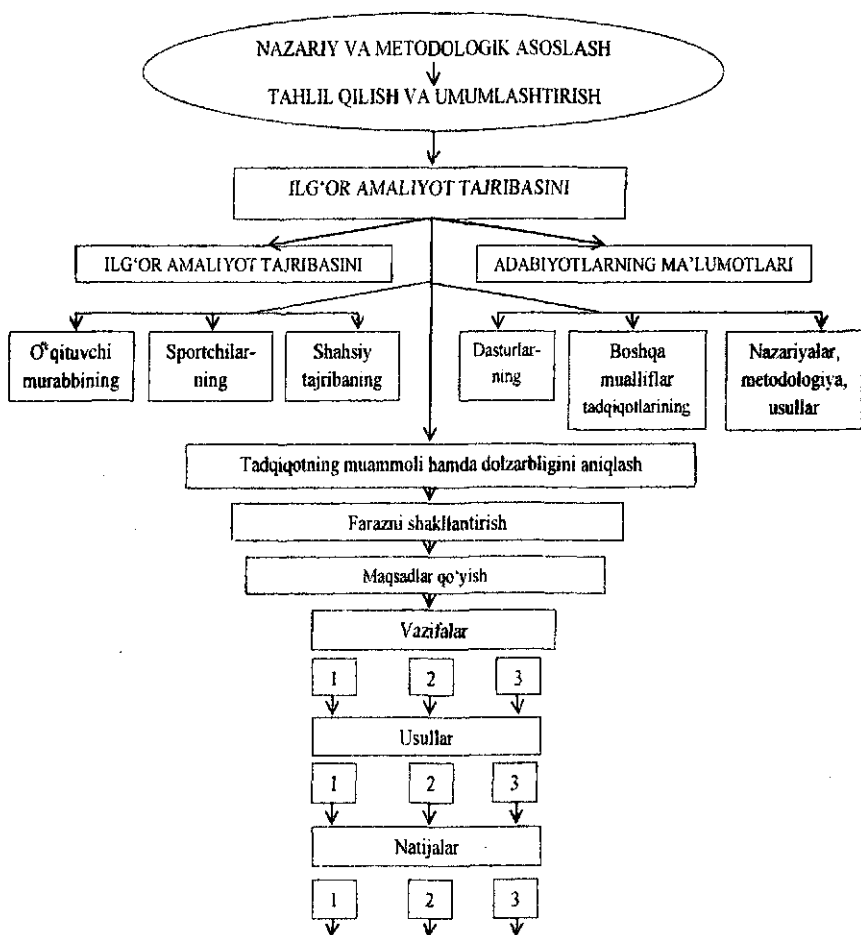 NAZARIY VA METODOLOGIK ASOSLASH
TAHLIL QILISH VA UMUMLASHTIRISH
ILG‘OR AMALIYOT TAJRIBASINI
ILG‘OR AMALIYOT TAJRIBASINI
ADABIYOTLARNING MA’LUMOTLARI
O‘qituvchi
murabbining
Sportchilar-
ning
Shahsiy
tajribaning
Dasturlar-
ning
Boshqa
mualliflar
tadqiqotlarining
Nazariyalar,
metodologiya,
usullar
Tadqiqotning muammoli hamda dolzarbligini aniqlash
Farazni shakllantirish
Maqsadlar qo‘yish
Vazifalar
1 2 3
Usullar
1 2 3
Natijalar
1 2 3